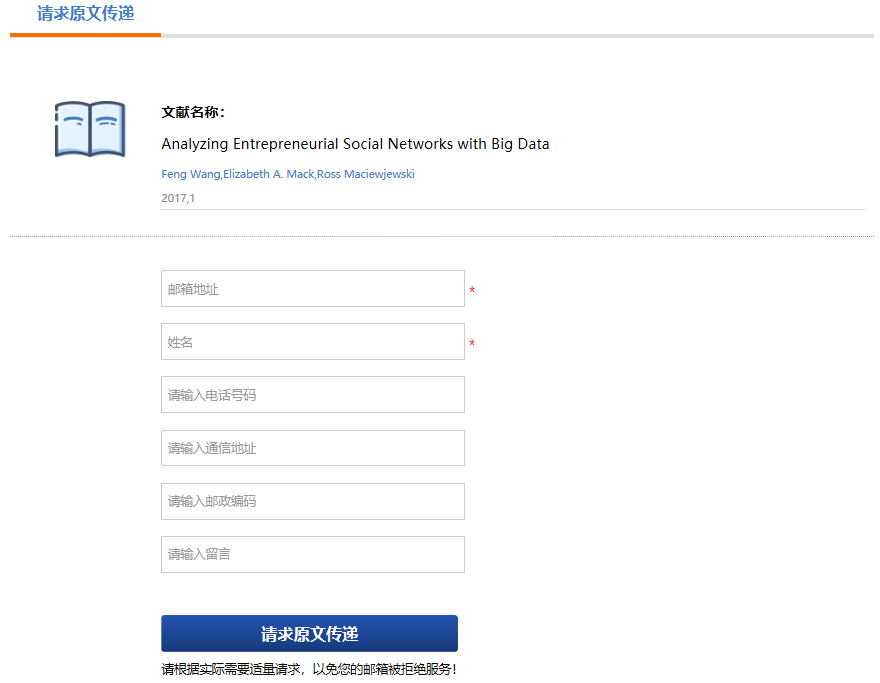 请求原文传递
文献名称：
Analyzing Entrepreneurial Social Networks with Big Data
Feng Wang,Elizabeth A. Mack,Ross Maciewjewski
2017,1
邮箱地址 *
姓名 *
请输入电话号码
请输入通信地址
请输入邮政编码
请输入留言
请求原文传递
请根据实际需要适量请求，以免您的邮箱被拒绝服务！